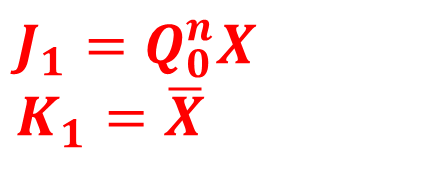 J₁ = Q₀ⁿX
K₁ = X̅